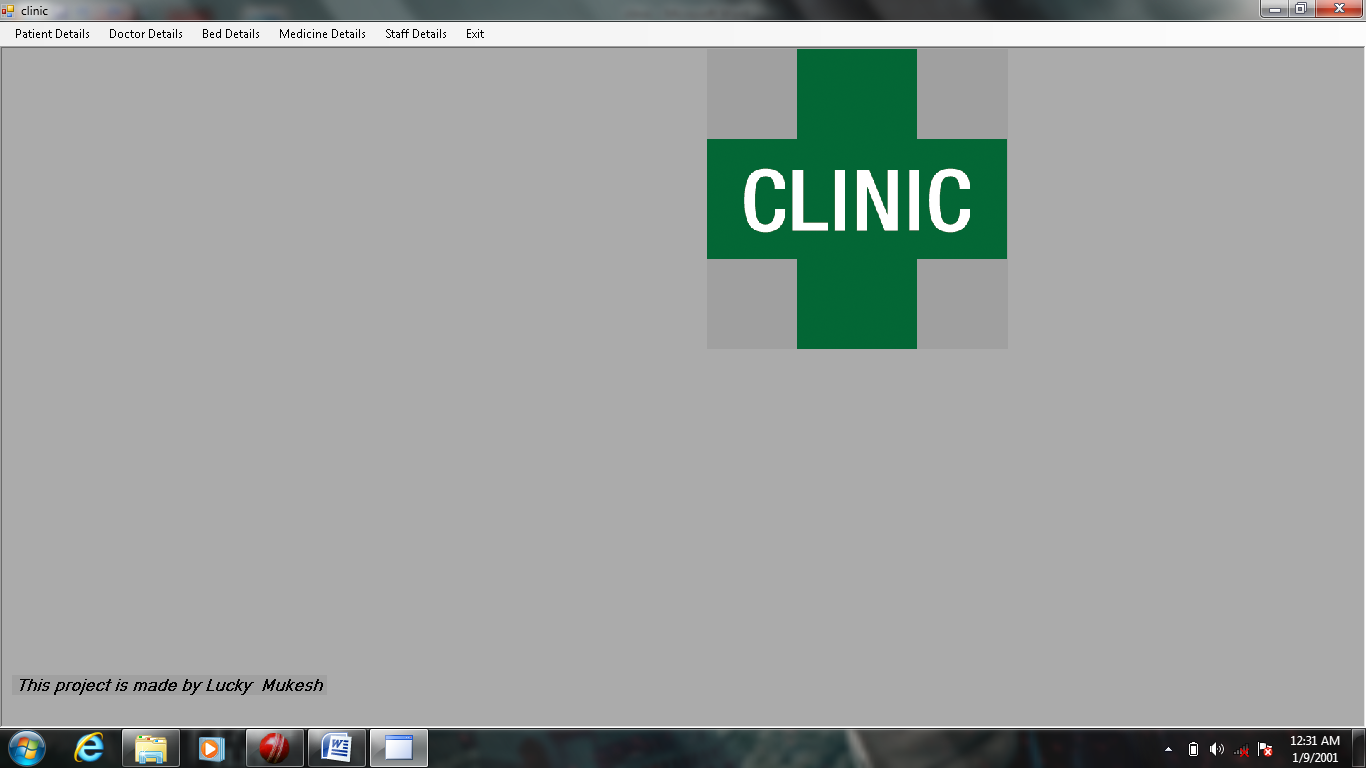 clinic
Patient Details Doctor Details Bed Details Medicine Details Staff Details Exit
CLINIC
This project is made by Lucky  Mukesh
12:31 AM
1/9/2001